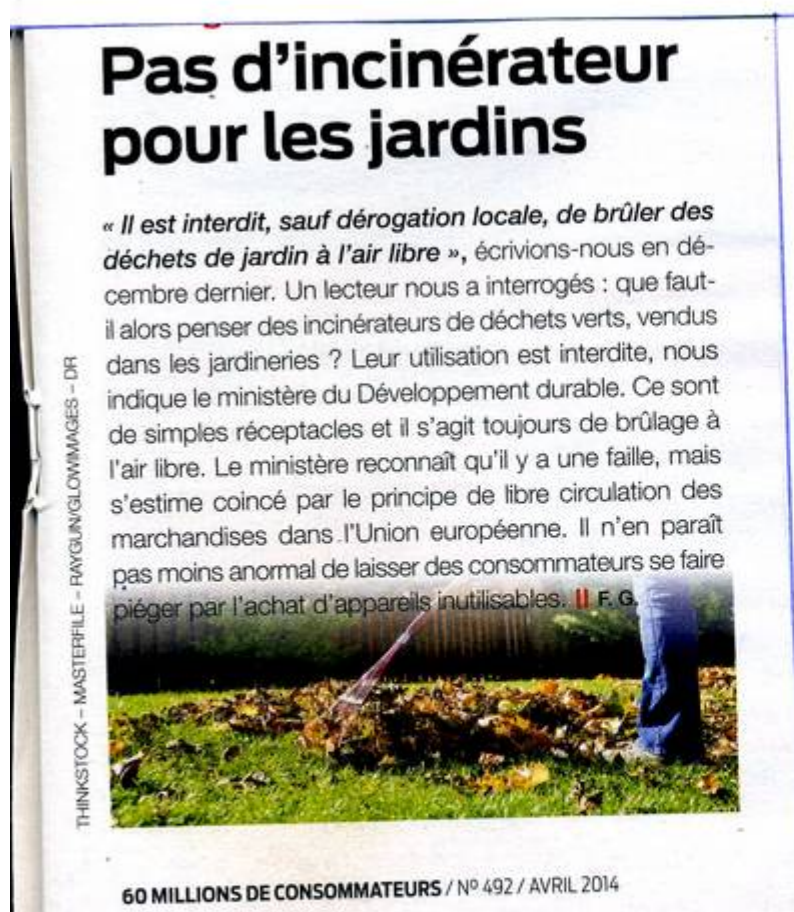 Pas d'incinérateur
pour les jardins
« Il est interdit, sauf dérogation locale, de brûler des
déchets de jardin à l'air libre », écrivions-nous en dé-
cembre dernier. Un lecteur nous a interrogés : que faut-
il alors penser des incinérateurs de déchets verts, vendus
dans les jardineries ? Leur utilisation est interdite, nous
indique le ministère du Développement durable. Ce sont
de simples réceptacles et il s'agit toujours de brûlage à
l'air libre. Le ministère reconnaît qu'il y a une faille, mais
s'estime coincé par le principe de libre circulation des
marchandises dans l'Union européenne. Il n'en paraît
pas moins anormal de laisser des consommateurs se faire
piéger par l'achat d'appareils inutilisables. F. G.
THINKSTOCK – MASTERFILE – RAYGUN/GLOWIMAGES – DR
60 MILLIONS DE CONSOMMATEURS / Nº 492 / AVRIL 2014